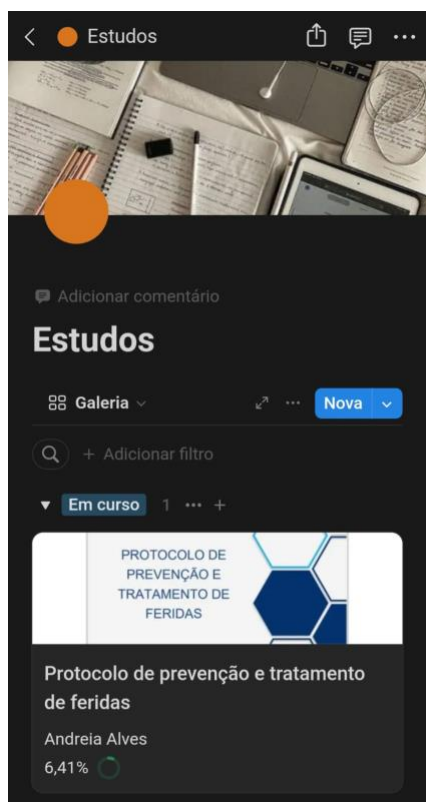 Estudos
Adicionar comentário
Estudos
Galeria
Nova
+ Adicionar filtro
Em curso 1 ... +
PROTOCOLO DE
PREVENÇÃO E
TRATAMENTO DE
FERIDAS
Protocolo de prevenção e tratamento
de feridas
Andreia Alves
6,41%